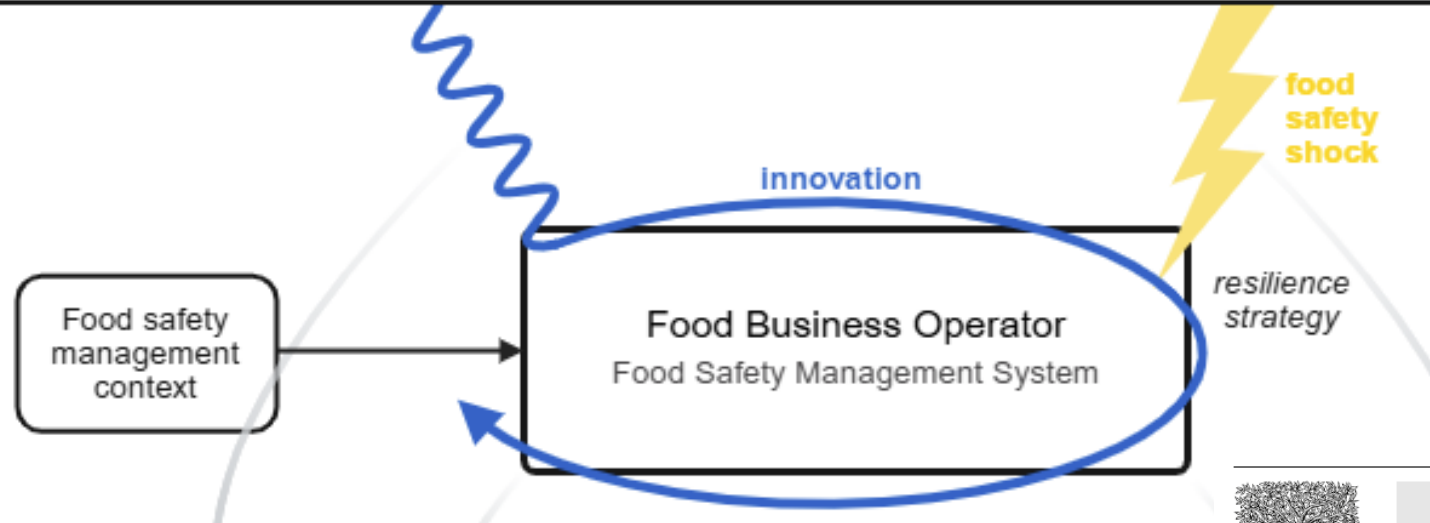 food
safety
shock
innovation
resilience
strategy
Food safety
management
context
Food Business Operator
Food Safety Management System